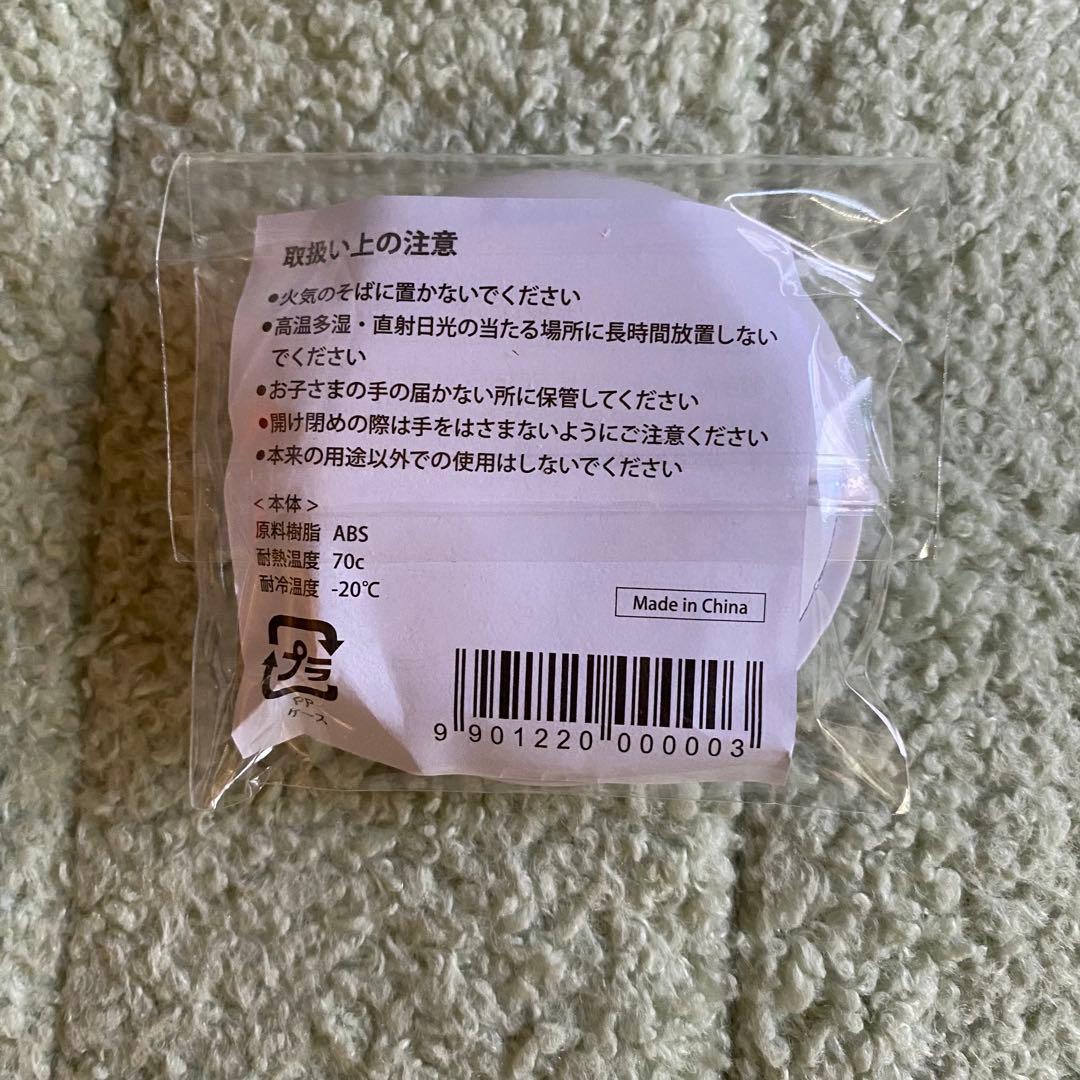 取扱い上の注意
●火気のそばに置かないでください
●高温多湿・直射日光の当たる場所に長時間放置しない
でください
●お子さまの手の届かない所に保管してください
●開け閉めの際は手をはさまないようにご注意ください
●本来の用途以外での使用はしないでください
<本体>
原料樹脂 ABS
耐熱温度 70c
耐冷温度 -20℃
Made in China
プラ
PP
ケース
9 901220 000003